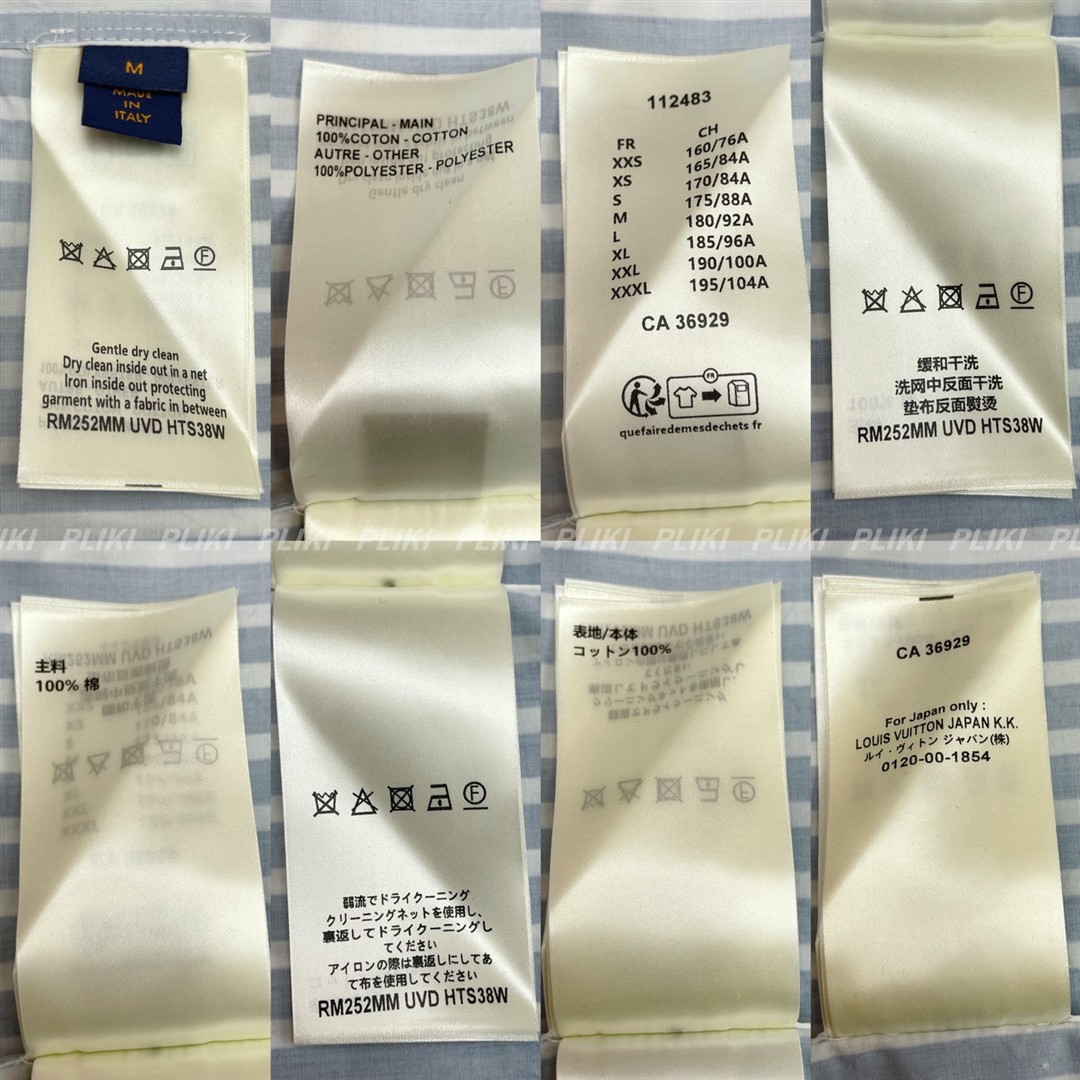 M
MADE
IN
ITALY
Gentle dry clean
Dry clean inside out in a net
Iron inside out protecting
garment with a fabric in between
RM252MM UVD HTS38W
PRINCIPAL - MAIN
100%COTON - COTTON
AUTRE - OTHER
100%POLYESTER - POLYESTER
112483
FR CH
XXS 160/76A
XS 165/84A
S 170/84A
M 175/88A
L 180/92A
XL 185/96A
XXL 190/100A
XXXL 195/104A
CA 36929
FR
quefairedemesdechets.fr
缓和干洗
洗网中反面干洗
垫布反面熨烫
RM252MM UVD HTS38W
PLIKI PLIKI PLIKI PLIKI PLIKI PLIKI PLIKI PLIKI
主料
100% 棉
弱流でドライクーニング
クリーニングネットを使用し、
裏返してドライクーニングし
てください
アイロンの際は裏返しにしてあ
て布を使用してください
RM252MM UVD HTS38W
表地/本体
コットン100%
CA 36929
For Japan only :
LOUIS VUITTON JAPAN K.K.
ルイ・ヴィトン ジャパン(株)
0120-00-1854